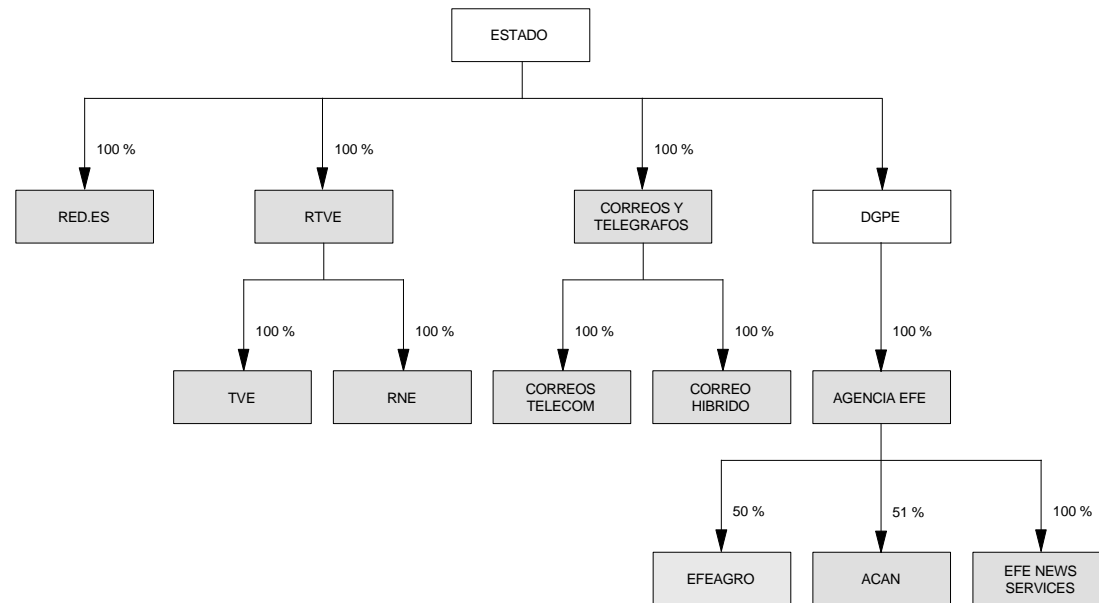 ESTADO
100 %
100 %
100 %
RED.ES
RTVE
CORREOS Y
TELEGRAFOS
DGPE
100 %
100 %
100 %
100 %
100 %
TVE
RNE
CORREOS
TELECOM
CORREO
HIBRIDO
AGENCIA EFE
50 %
51 %
100 %
EFEAGRO
ACAN
EFE NEWS
SERVICES